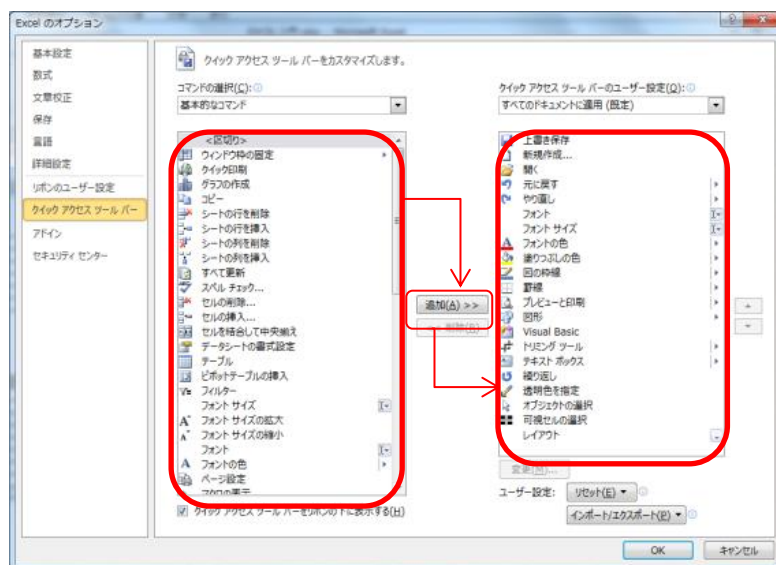 Excel のオプション
基本設定
数式
文章校正
保存
言語
詳細設定
リボンのユーザー設定
クイック アクセス ツール バー
アドイン
セキュリティ センター
クイック アクセス ツール バーをカスタマイズします。
コマンドの選択(C):
基本的なコマンド
<区切り>
ウィンドウ枠の固定
クイック印刷
グラフの作成
コピー
シートの行を削除
シートの行を挿入
シートの列を削除
シートの列を挿入
すべて更新
スペル チェック...
セルの削除...
セルの挿入...
セルを結合して中央揃え
データシートの書式設定
テーブル
ピボットテーブルの挿入
フィルター
フォント サイズ
フォント サイズの拡大
フォント サイズの縮小
フォント
フォントの色
ページ設定
マクロの表示
クイック アクセス ツール バーをリボンの下に表示する(H)
追加(A) >>
<< 削除(R)
クイック アクセス ツール バーのユーザー設定(Q):
すべてのドキュメントに適用 (既定)
上書き保存
新規作成...
開く
元に戻す
やり直し
フォント
フォント サイズ
フォントの色
塗りつぶしの色
図の枠線
罫線
プレビューと印刷
図形
Visual Basic
トリミング ツール
テキスト ボックス
繰り返し
透明色を指定
オブジェクトの選択
可視セルの選択
レイアウト
変更(M)...
ユーザー設定:
リセット(E)
インポート/エクスポート(P)
OK
キャンセル